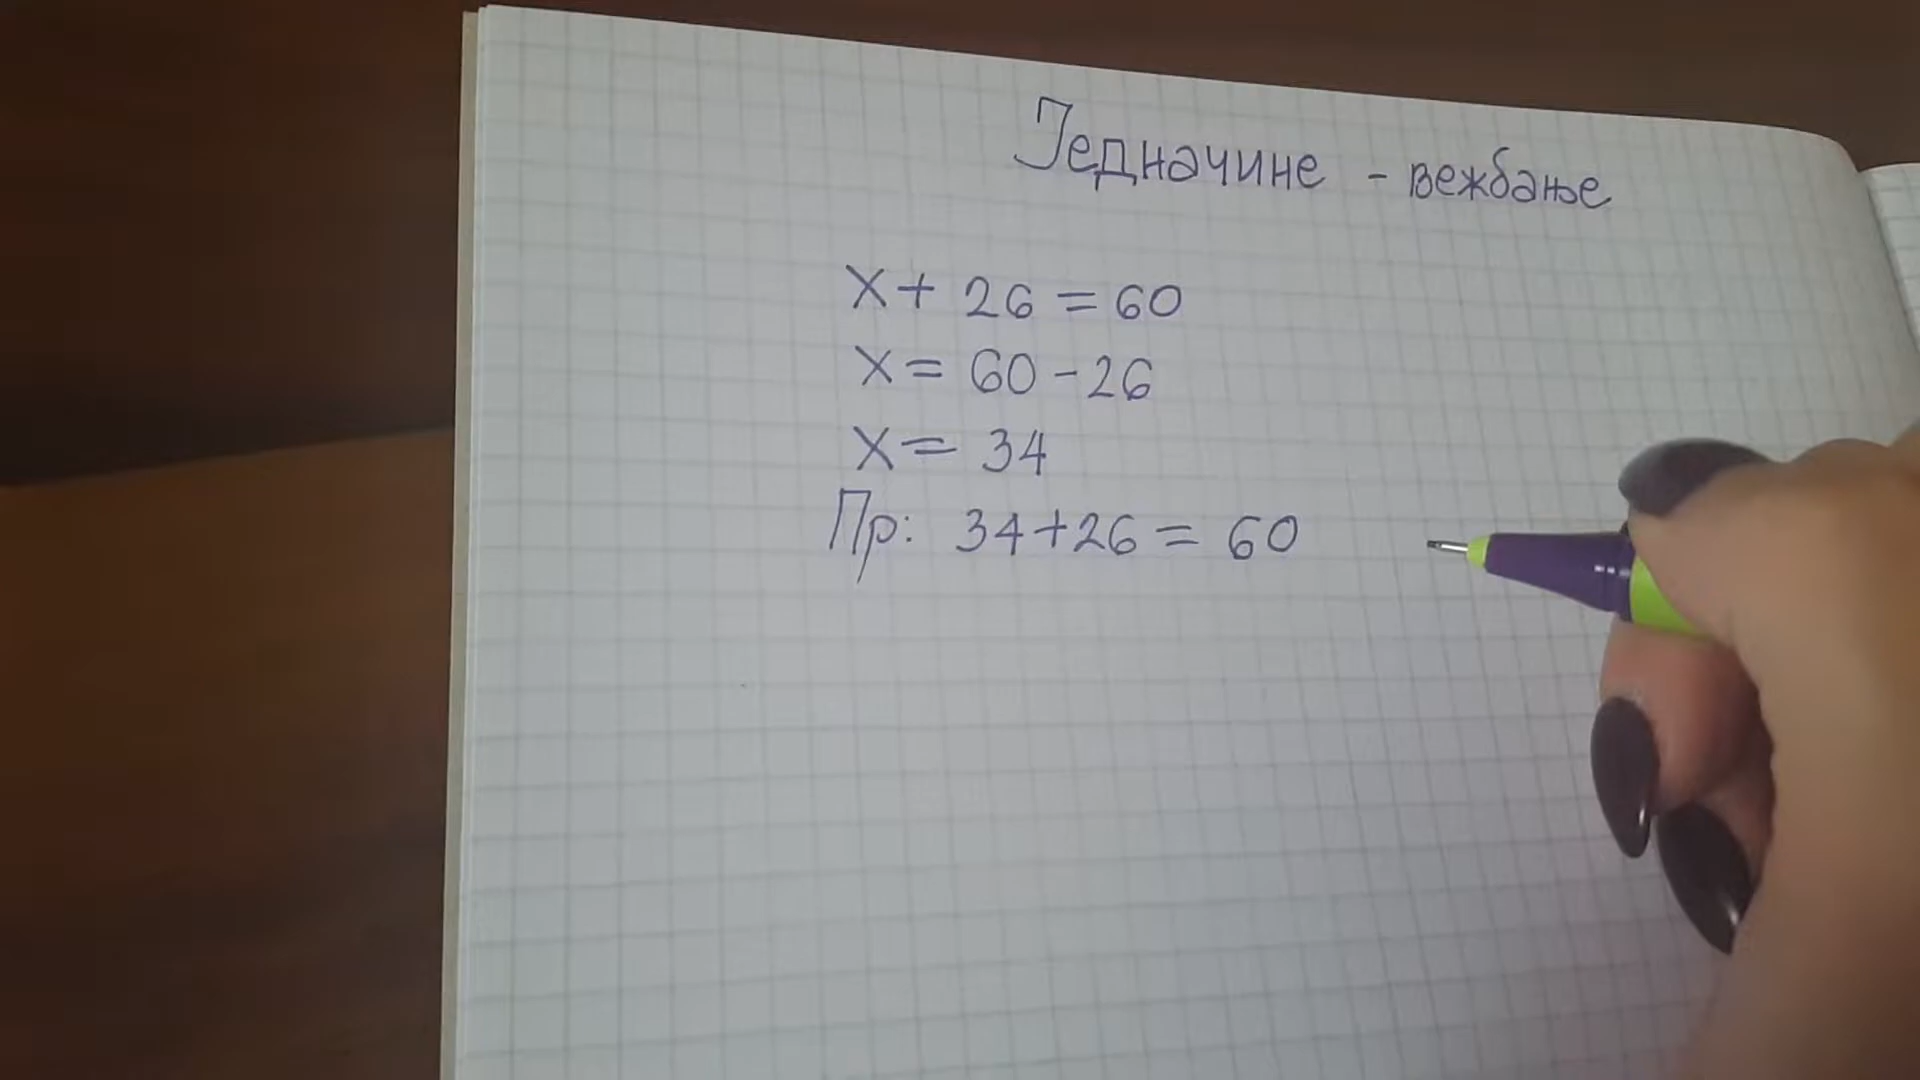 Једначине - вежбање
x + 26 = 60
x = 60 - 26
x = 34
Пр: 34 + 26 = 60